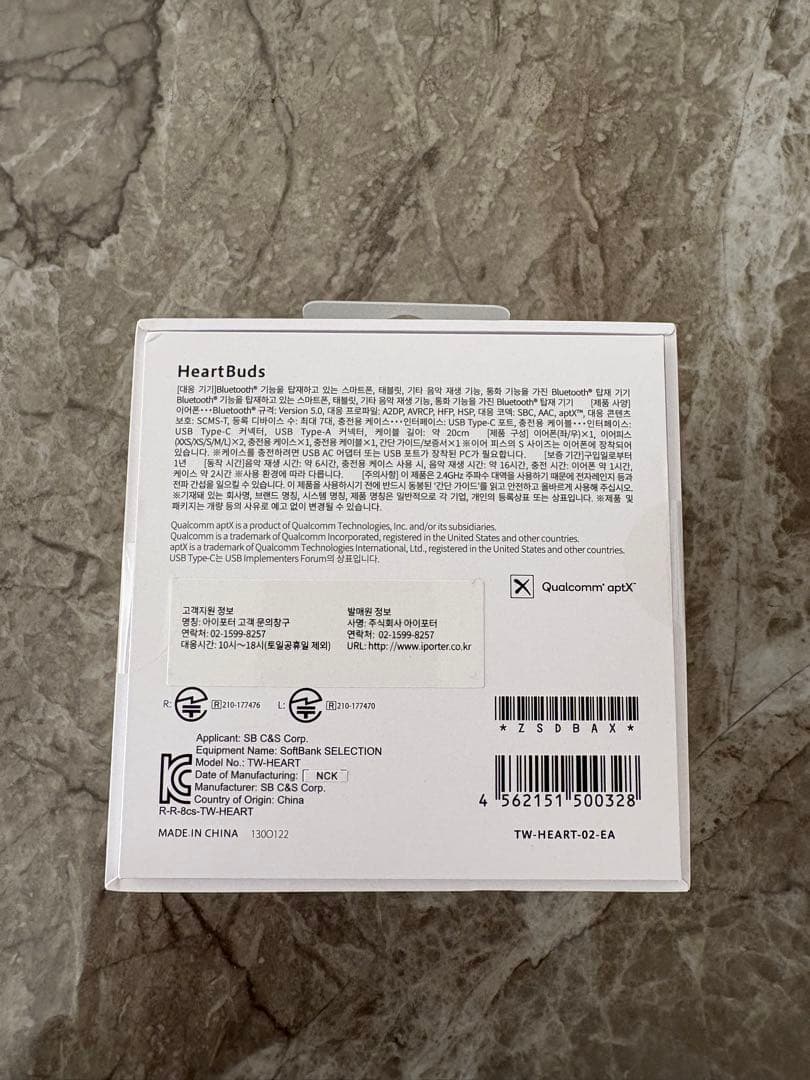 HeartBuds
[대응 기기]Bluetooth® 기능을 탑재하고 있는 스마트폰, 태블릿, 기타 음악 재생 기능, 통화 기능을 가진 Bluetooth® 탑재 기기
Bluetooth® 기능을 탑재하고 있는 스마트폰, 태블릿, 기타 음악 재생 기능, 통화 기능을 가진 Bluetooth® 탑재 기기 [제품 사양]
이어폰･･･Bluetooth® 규격: Version 5.0, 대응 프로파일: A2DP, AVRCP, HFP, HSP, 대응 코덱: SBC, AAC, aptX™, 대응 콘텐츠
보호: SCMS-T, 등록 디바이스 수: 최대 7대, 충전용 케이스･･･인터페이스: USB Type-C 포트, 충전용 케이블･･･인터페이스:
USB Type-C 커넥터, USB Type-A 커넥터, 케이블 길이: 약 20cm [제품 구성] 이어폰(좌/우)×1, 이어피스
(XXS/XS/S/M/L)×2, 충전용 케이스×1, 충전용 케이블×1, 간단 가이드/보증서×1 ※이어 피스의 S 사이즈는 이어폰에 장착되어
있습니다. ※케이스를 충전하려면 USB AC 어댑터 또는 USB 포트가 장착된 PC가 필요합니다. [보증 기간]구입일로부터
1년 [동작 시간]음악 재생 시간: 약 6시간, 충전용 케이스 사용 시, 음악 재생 시간: 약 16시간, 충전 시간: 이어폰 약 1시간,
케이스 약 2시간 ※사용 환경에 따라 다릅니다. [주의사항] 이 제품은 2.4GHz 주파수 대역을 사용하기 때문에 전자레인지 등과
전파 간섭을 일으킬 수 있습니다. 이 제품을 사용하시기 전에 반드시 동봉된 '간단 가이드'를 읽고 안전하고 올바르게 사용해 주십시오.
※기재돼 있는 회사명, 브랜드 명칭, 시스템 명칭, 제품 명칭은 일반적으로 각 기업, 개인의 등록상표 또는 상표입니다. ※제품 및
패키지는 개량 등의 사유로 예고 없이 변경될 수 있습니다.
Qualcomm aptX is a product of Qualcomm Technologies, Inc. and/or its subsidiaries.
Qualcomm is a trademark of Qualcomm Incorporated, registered in the United States and other countries.
aptX is a trademark of Qualcomm Technologies International, Ltd., registered in the United States and other countries.
USB Type-C는 USB Implementers Forum의 상표입니다.
Qualcomm® aptX™
고객지원 정보
명칭: 아이포터 고객 문의창구
연락처: 02-1599-8257
대응시간: 10시～18시(토일공휴일 제외)
발매원 정보
사명: 주식회사 아이포터
연락처: 02-1599-8257
URL: http://www.iporter.co.kr
R: R 210-177476 L: R 210-177470
* Z S D B A X *
Applicant: SB C&S Corp.
Equipment Name: SoftBank SELECTION
Model No.: TW-HEART
Date of Manufacturing: [ NCK ]
Manufacturer: SB C&S Corp.
Country of Origin: China
R-R-8cs-TW-HEART
4 562151 500328
MADE IN CHINA 130O122
TW-HEART-02-EA